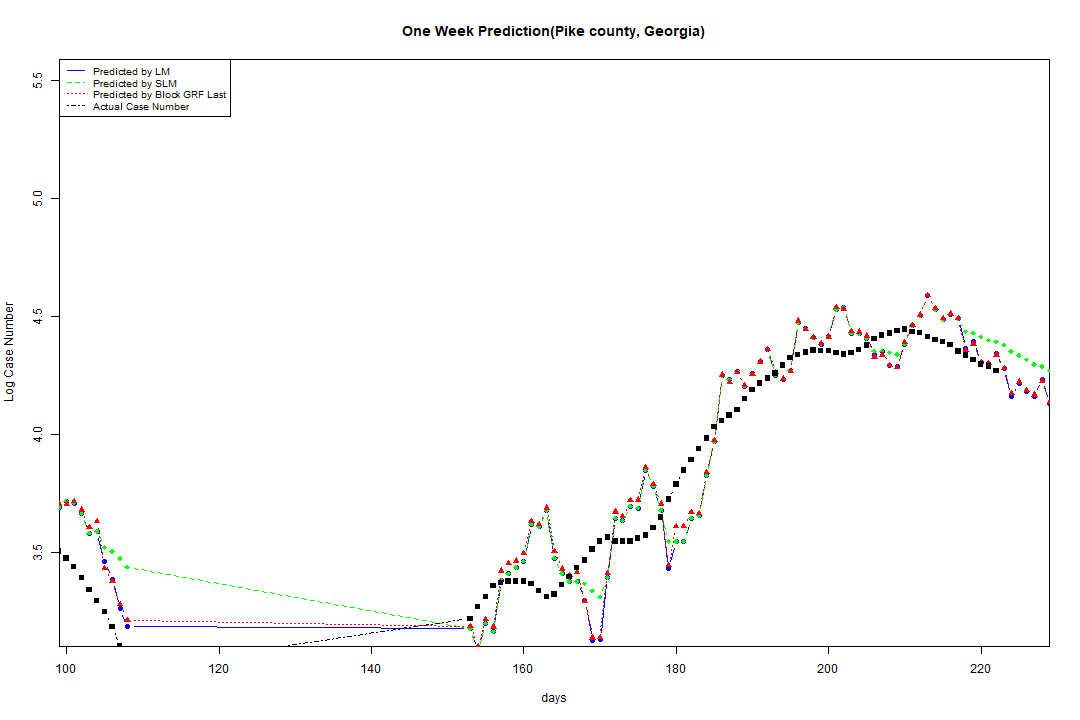 One Week Prediction(Pike county, Georgia)
Predicted by LM
Predicted by SLM
Predicted by Block GRF Last
Actual Case Number
5.5
5.0
4.5
4.0
3.5
Log Case Number
100 120 140 160 180 200 220
days